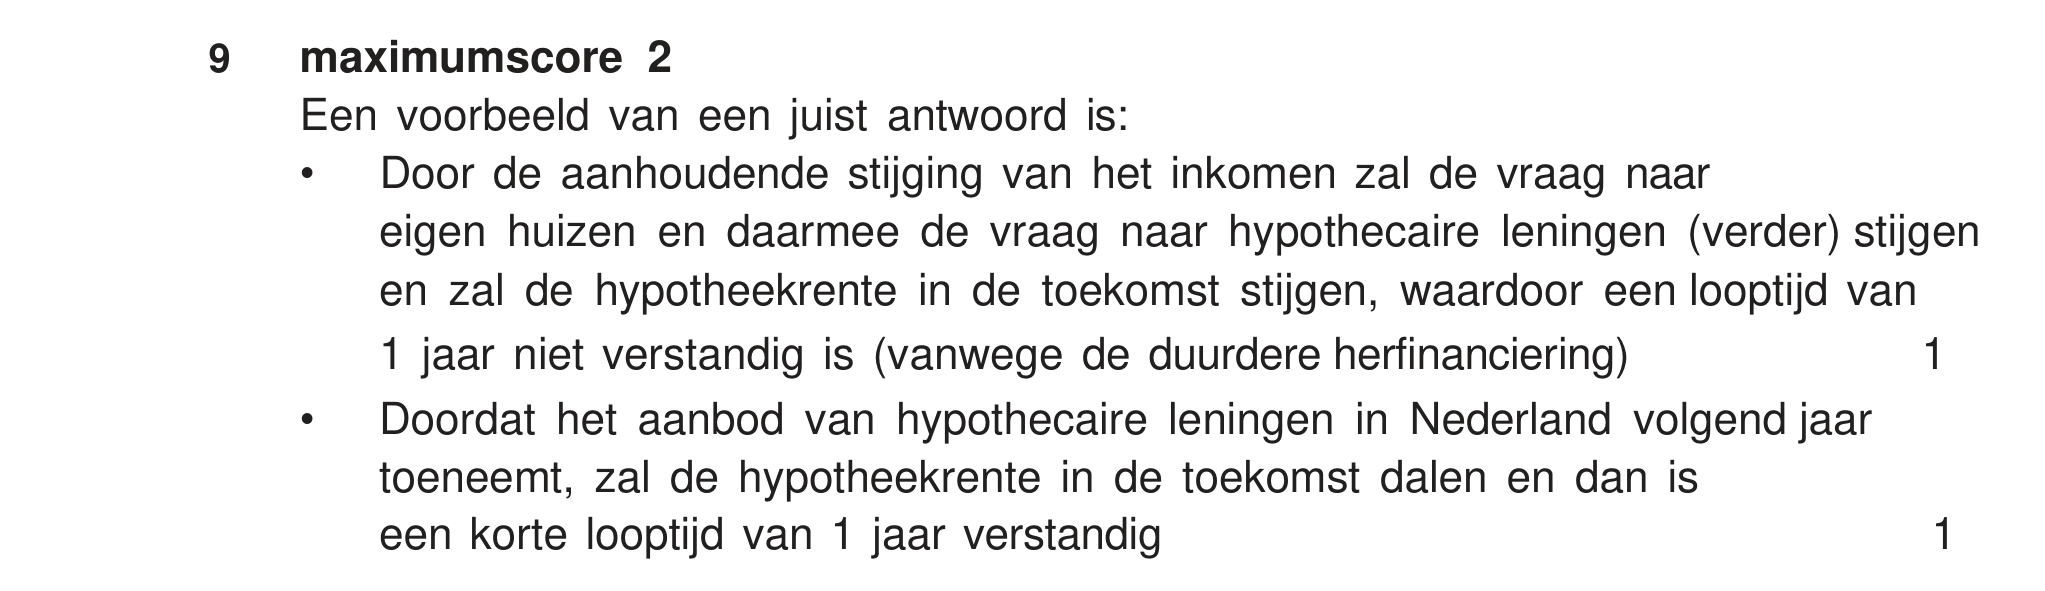 9 maximumscore 2
Een voorbeeld van een juist antwoord is:
• Door de aanhoudende stijging van het inkomen zal de vraag naar
eigen huizen en daarmee de vraag naar hypothecaire leningen (verder) stijgen
en zal de hypotheekrente in de toekomst stijgen, waardoor een looptijd van
1 jaar niet verstandig is (vanwege de duurdere herfinanciering) 1
• Doordat het aanbod van hypothecaire leningen in Nederland volgend jaar
toeneemt, zal de hypotheekrente in de toekomst dalen en dan is
een korte looptijd van 1 jaar verstandig 1